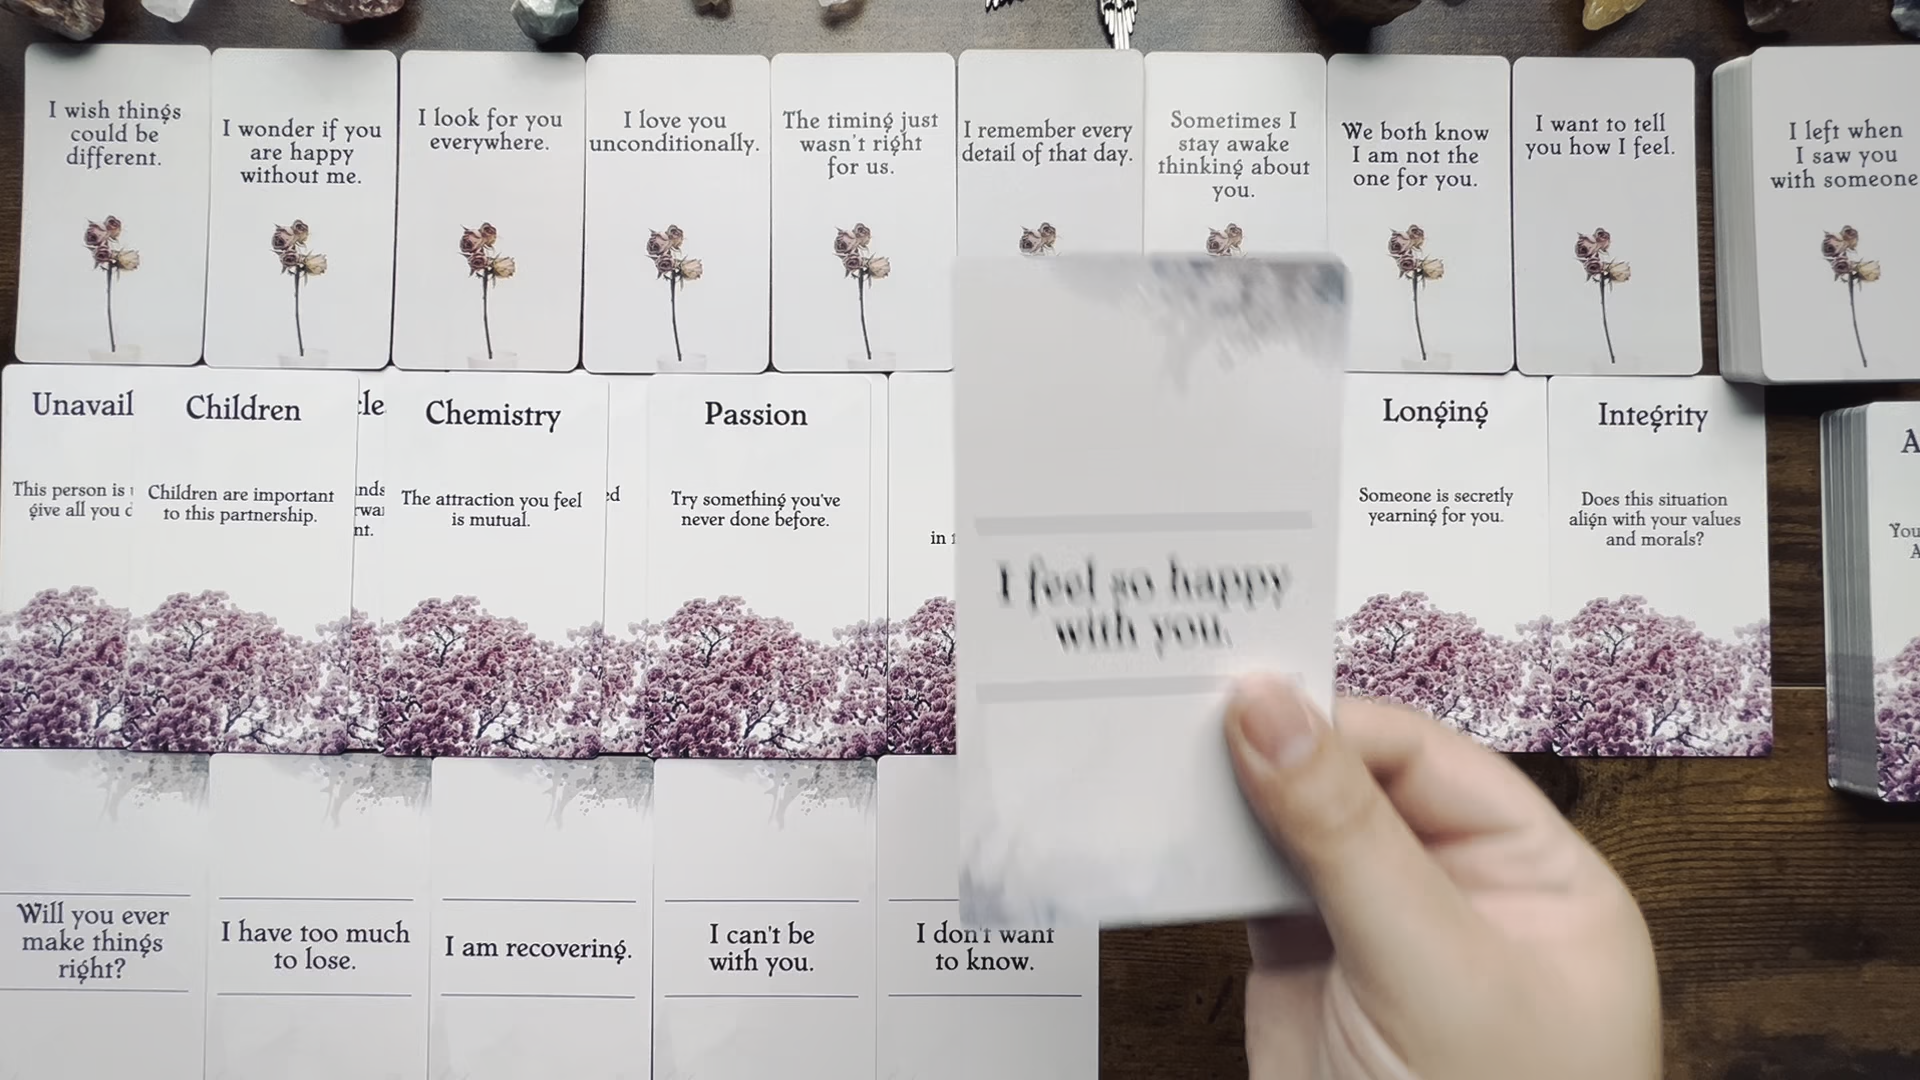 I wish things
could be
different.
I wonder if you
are happy
without me.
I look for you
everywhere.
I love you
unconditionally.
The timing just
wasn't right
for us.
I remember every
detail of that day.
Sometimes I
stay awake
thinking about
you.
We both know
I am not the
one for you.
I want to tell
you how I feel.
I left when
I saw you
with someone
Unavail
This person is
give all you
Children
Children are important
to this partnership.
Chemistry
The attraction you feel
is mutual.
Passion
Try something you've
never done before.
in
Longing
Someone is secretly
yearning for you.
Integrity
Does this situation
align with your values
and morals?
A
You
A
I feel so happy
with you.
Will you ever
make things
right?
I have too much
to lose.
I am recovering.
I can't be
with you.
I don't want
to know.